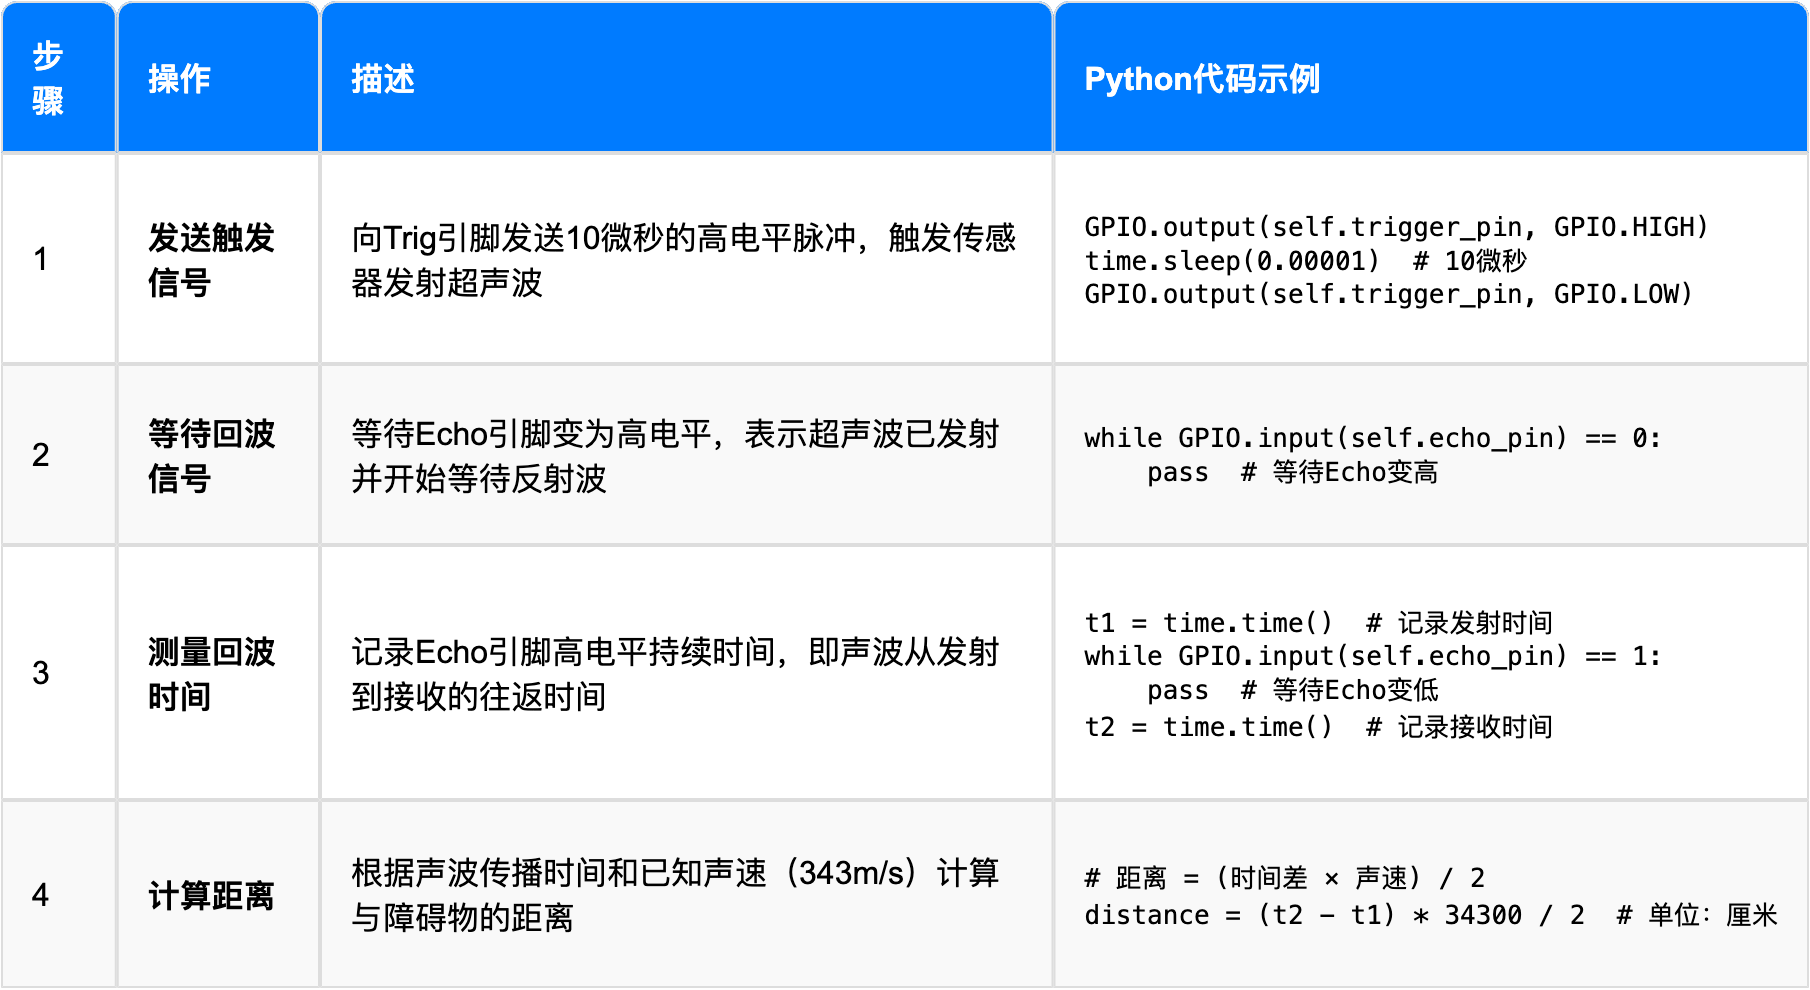 步
骤
操作
描述
Python代码示例
1
发送触发
信号
向Trig引脚发送10微秒的高电平脉冲，触发传感
器发射超声波
GPIO.output(self.trigger_pin, GPIO.HIGH)
time.sleep(0.00001)  # 10微秒
GPIO.output(self.trigger_pin, GPIO.LOW)
2
等待回波
信号
等待Echo引脚变为高电平，表示超声波已发射
并开始等待反射波
while GPIO.input(self.echo_pin) == 0:
    pass  # 等待Echo变高
3
测量回波
时间
记录Echo引脚高电平持续时间，即声波从发射
到接收的往返时间
t1 = time.time()  # 记录发射时间
while GPIO.input(self.echo_pin) == 1:
    pass  # 等待Echo变低
t2 = time.time()  # 记录接收时间
4
计算距离
根据声波传播时间和已知声速（343m/s）计算
与障碍物的距离
# 距离 = (时间差 × 声速) / 2
distance = (t2 - t1) * 34300 / 2  # 单位：厘米